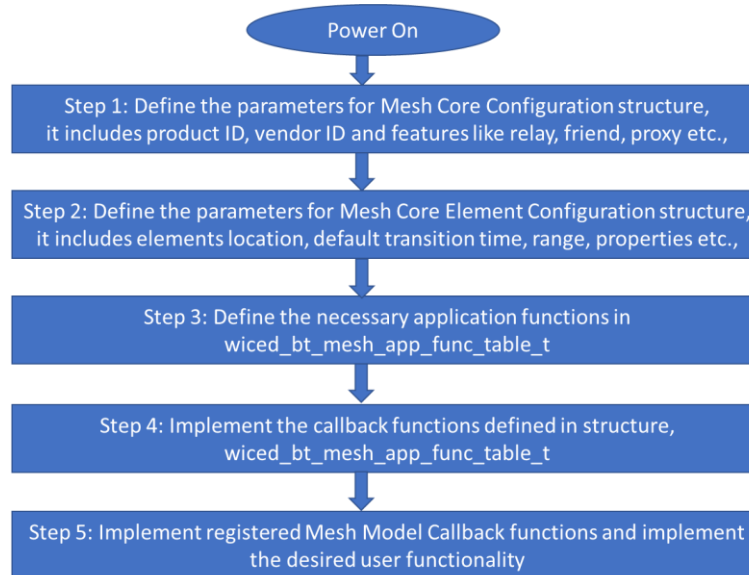 Power On
Step 1: Define the parameters for Mesh Core Configuration structure,
it includes product ID, vendor ID and features like relay, friend, proxy etc.,
Step 2: Define the parameters for Mesh Core Element Configuration structure,
it includes elements location, default transition time, range, properties etc.,
Step 3: Define the necessary application functions in
wiced_bt_mesh_app_func_table_t
Step 4: Implement the callback functions defined in structure,
wiced_bt_mesh_app_func_table_t
Step 5: Implement registered Mesh Model Callback functions and implement
the desired user functionality